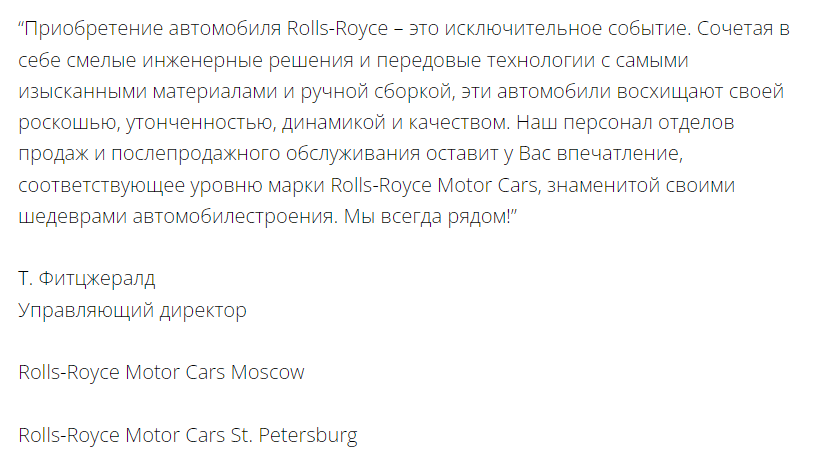 “Приобретение автомобиля Rolls-Royce – это исключительное событие. Сочетая в
себе смелые инженерные решения и передовые технологии с самыми
изысканными материалами и ручной сборкой, эти автомобили восхищают своей
роскошью, утонченностью, динамикой и качеством. Наш персонал отделов
продаж и послепродажного обслуживания оставит у Вас впечатление,
соответствующее уровню марки Rolls-Royce Motor Cars, знаменитой своими
шедеврами автомобилестроения. Мы всегда рядом!”
Т. Фитцжералд
Управляющий директор
Rolls-Royce Motor Cars Moscow
Rolls-Royce Motor Cars St. Petersburg